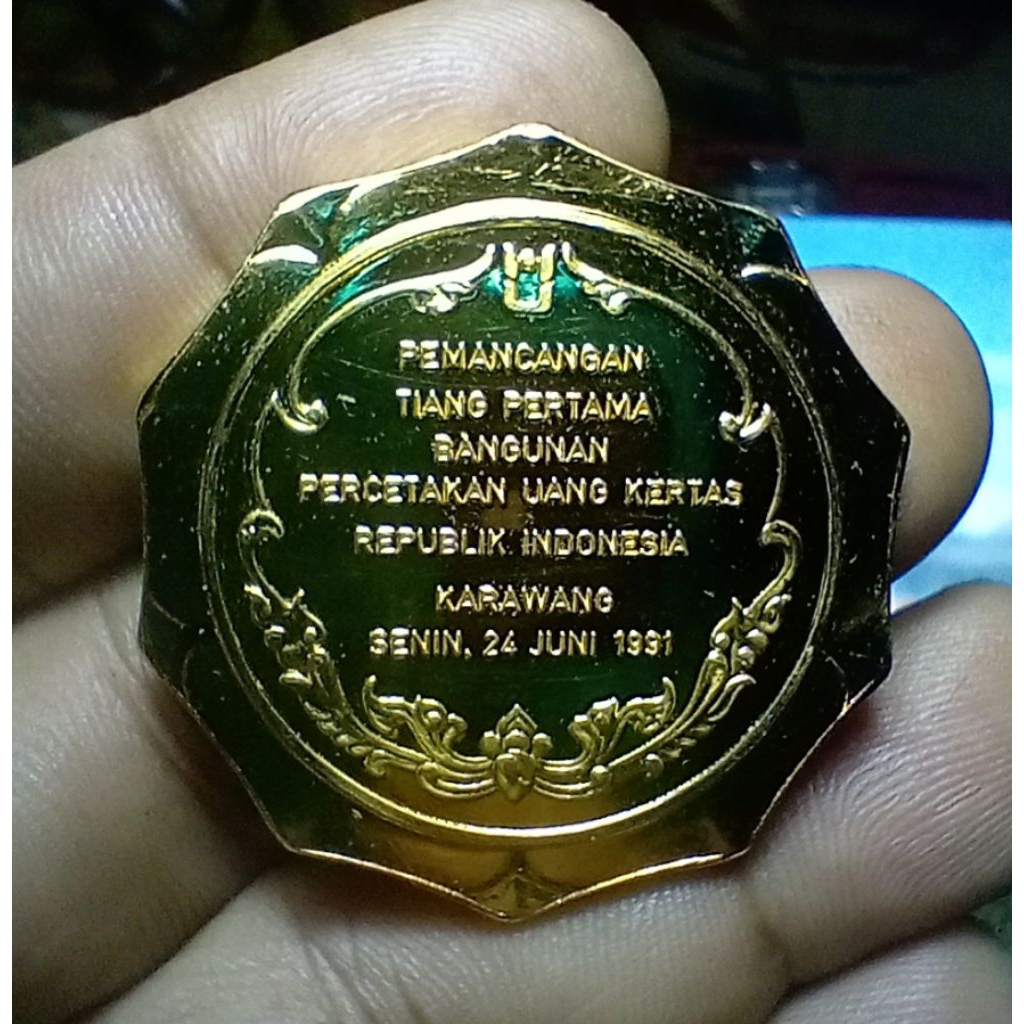 PEMANCANGAN
TIANG PERTAMA
BANGUNAN
PERCETAKAN UANG KERTAS
REPUBLIK INDONESIA
KARAWANG
SENIN, 24 JUNI 1991